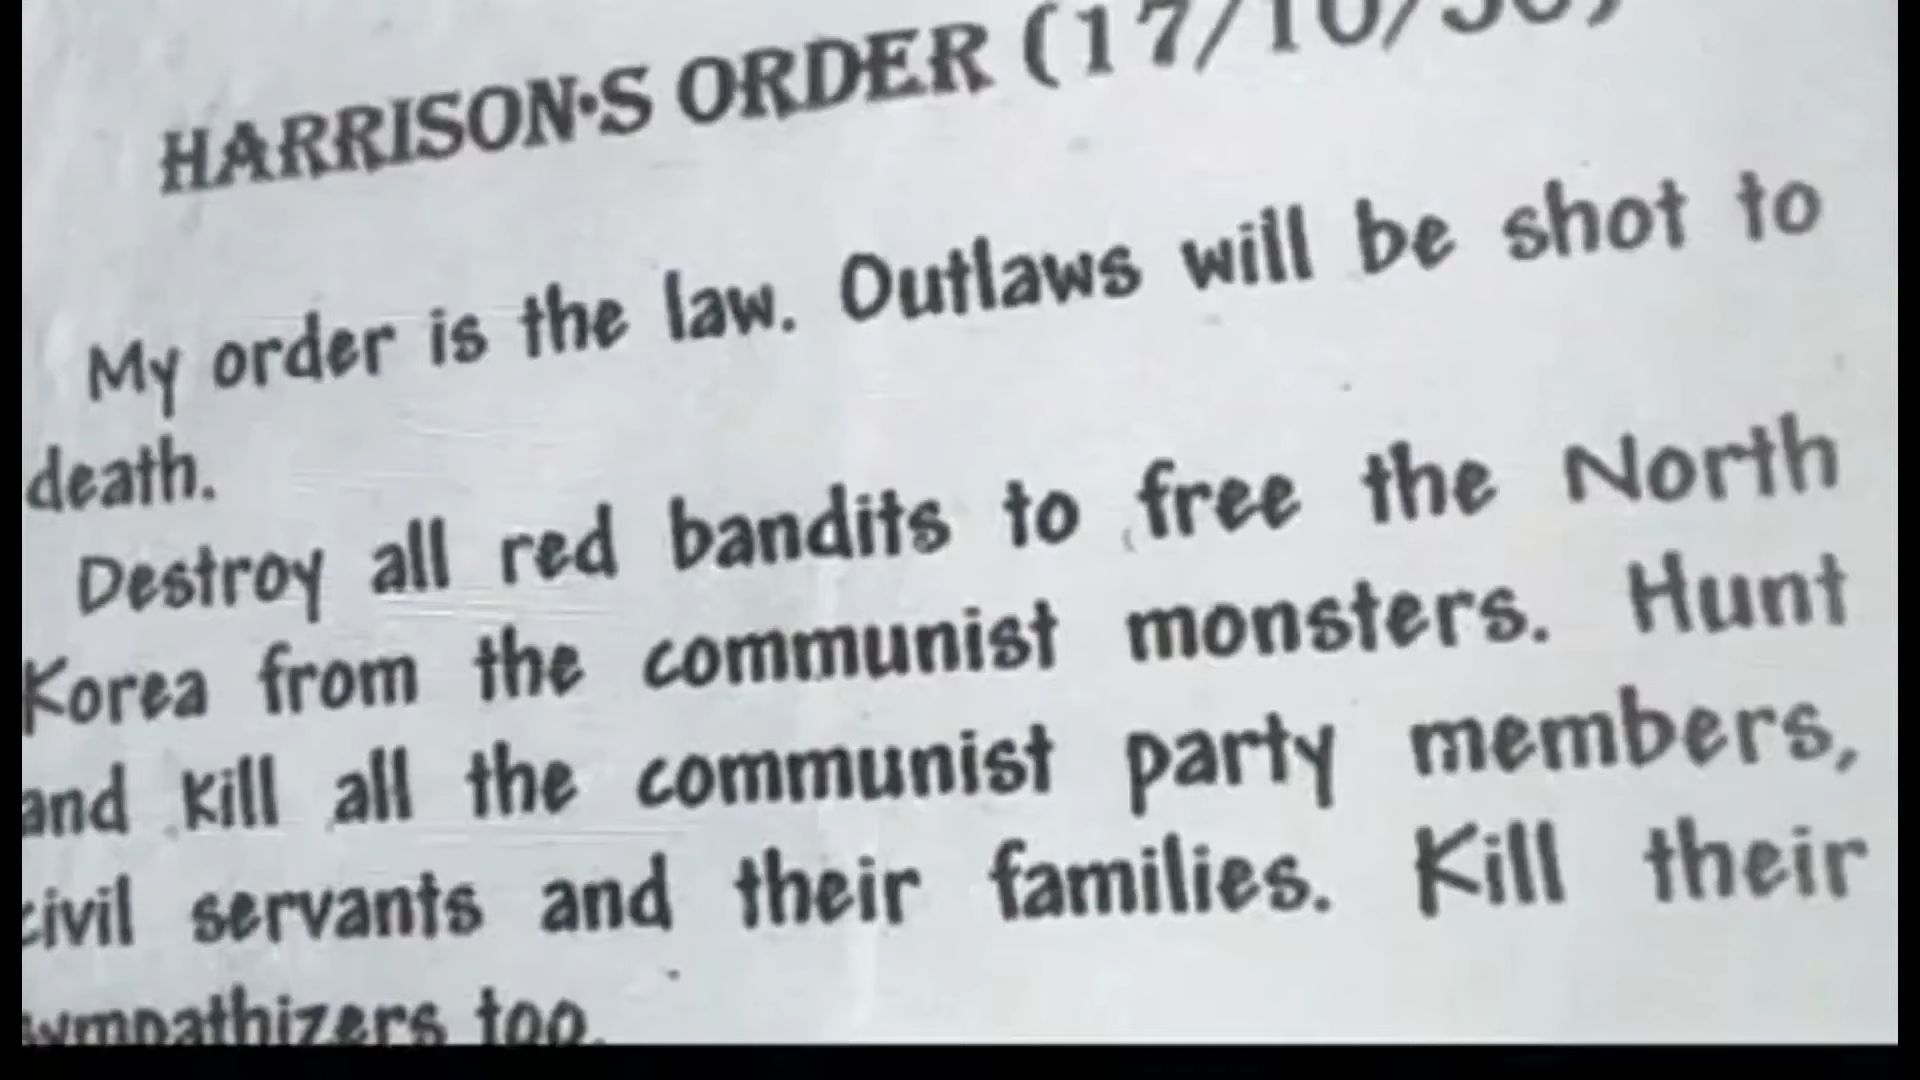 HARRISON·S ORDER (17/10/50)
My order is the law. Outlaws will be shot to
death.
Destroy all red bandits to free the North
Korea from the communist monsters. Hunt
and kill all the communist party members,
civil servants and their families. Kill their
sympathizers too.